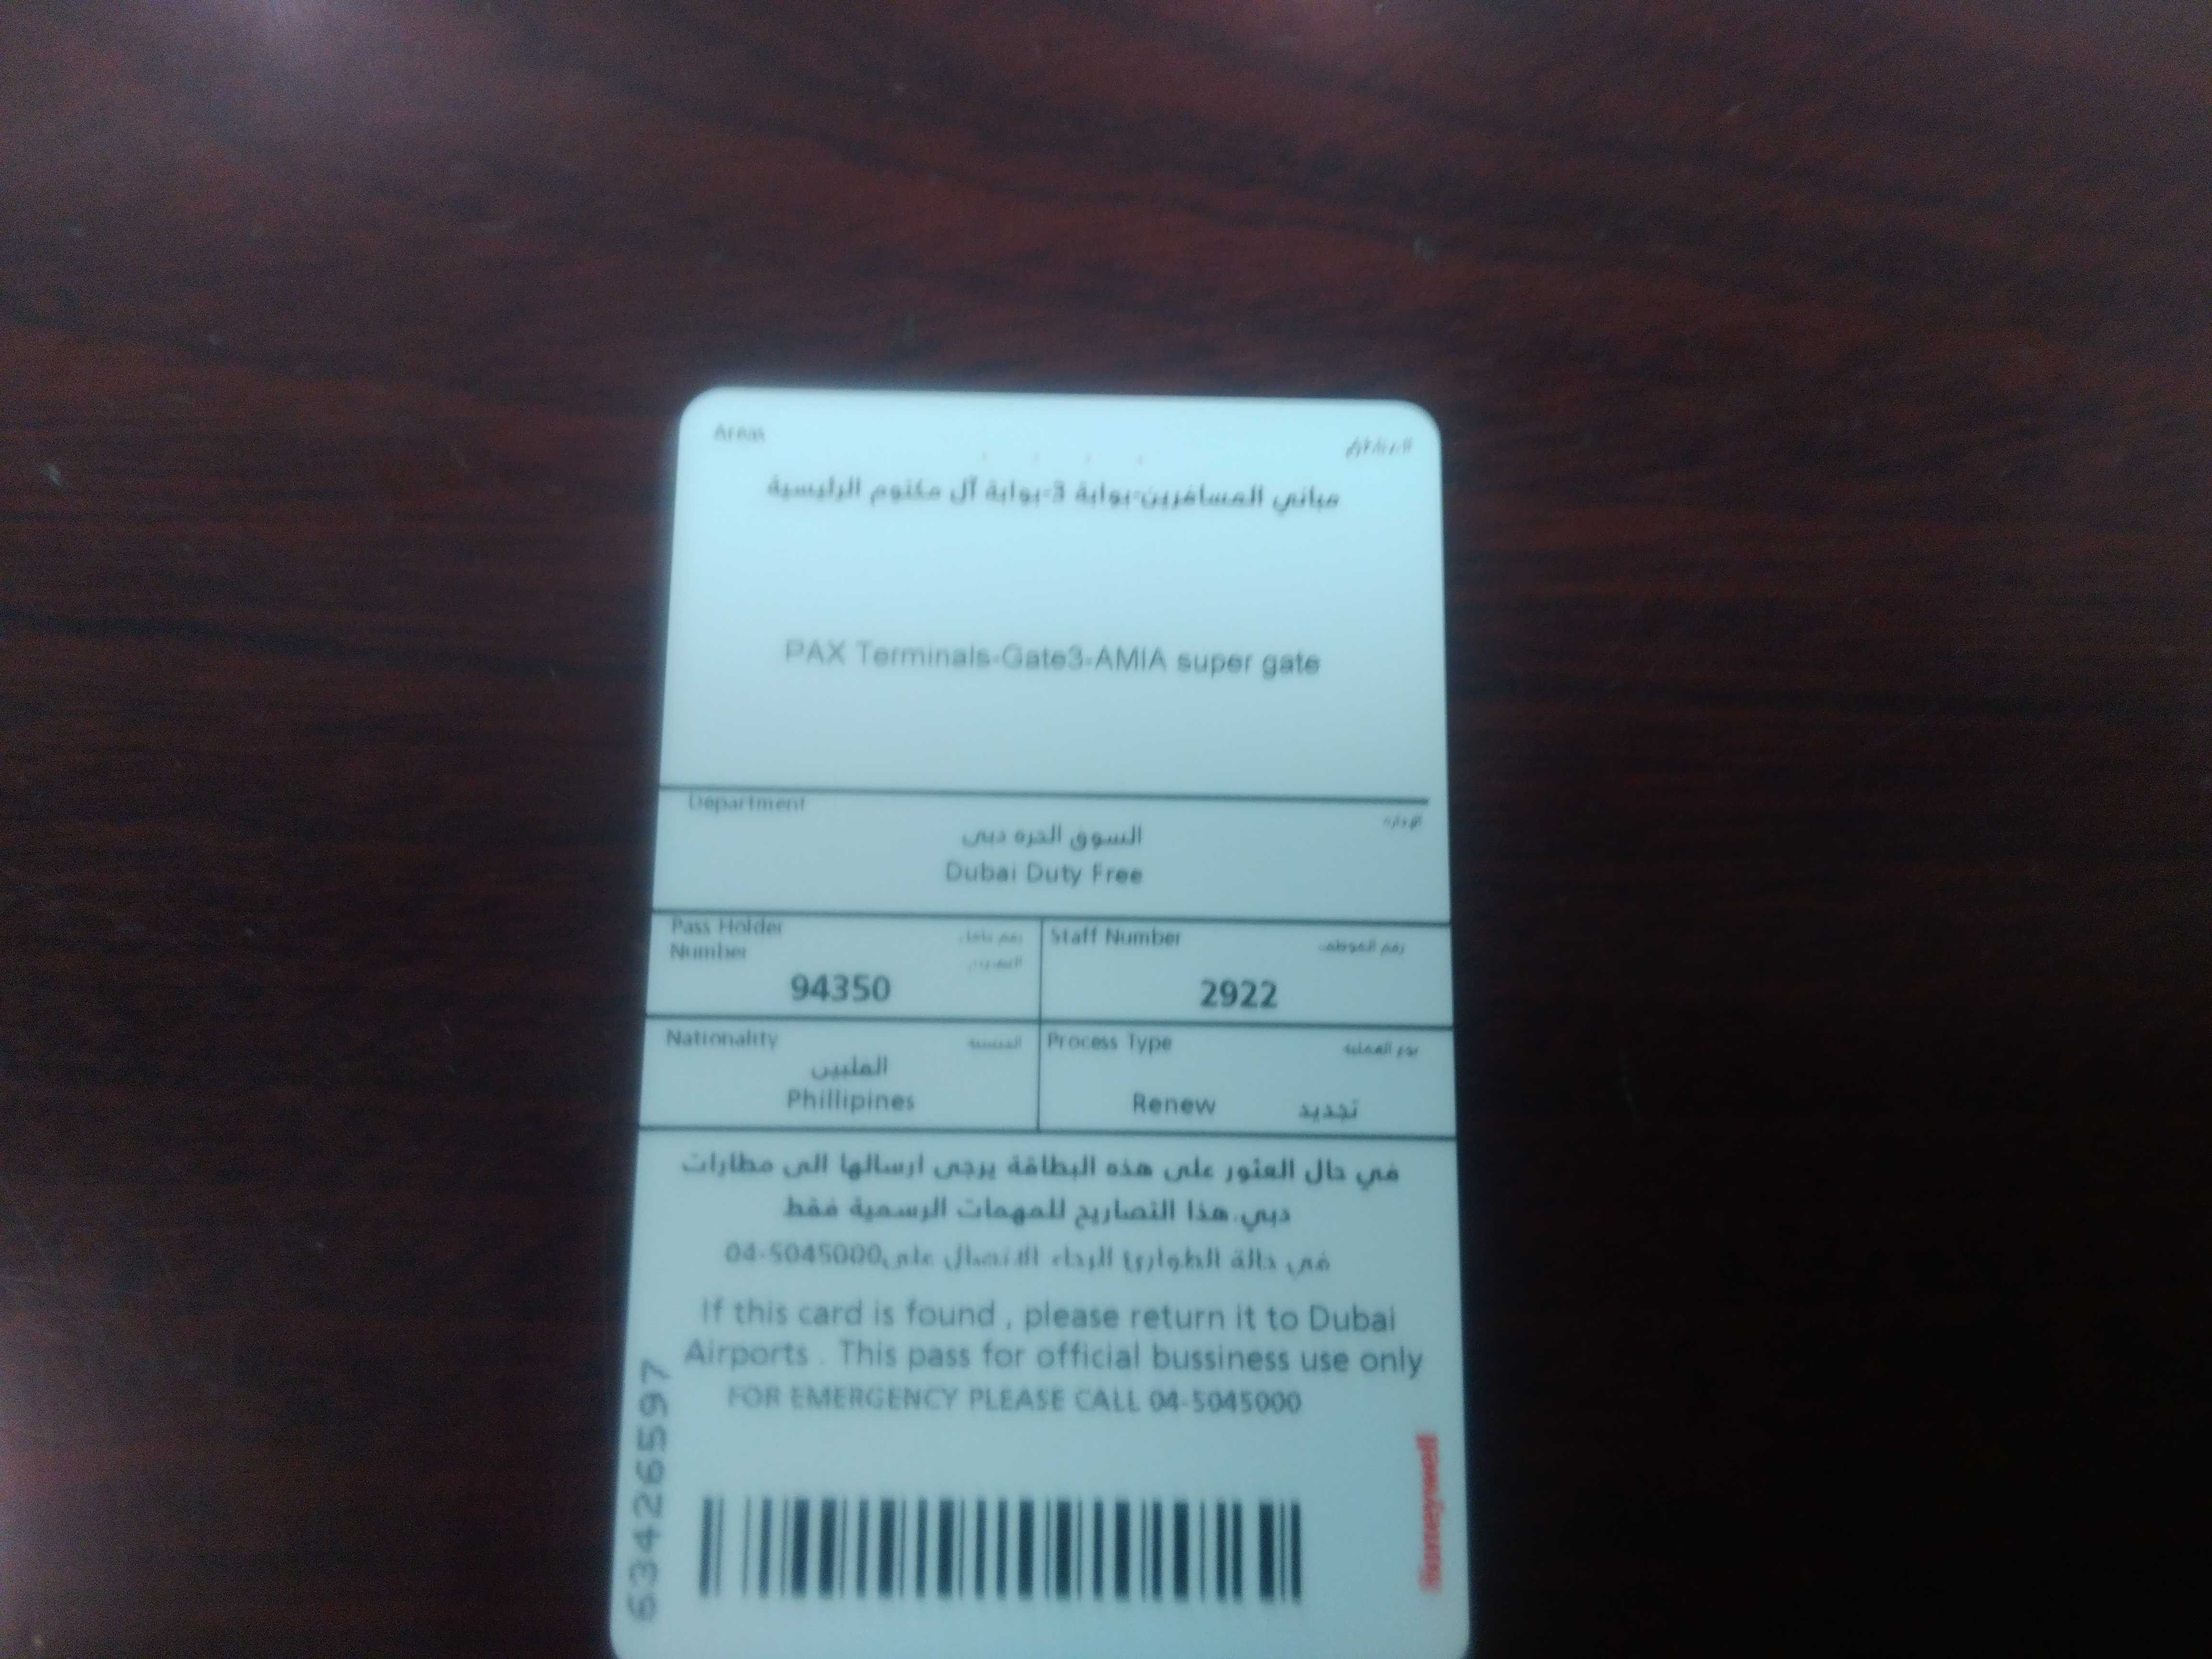 Areas
مباني المسافرين-بوابة 3-بوابة آل مكتوم الرئيسية
PAX Terminals-Gate3-AMIA super gate
Department
الإدارة
السوق الحره دبي
Dubai Duty Free
Pass Holder Number
رقم حامل
94350
Staff Number
رقم الموظف
2922
Nationality
الجنسية
الفلبين
Phillipines
Process Type
نوع العملية
Renew تجديد
في حال العثور على هذه البطاقة يرجى ارسالها الى مطارات
دبي.هذا التصاريح للمهمات الرسمية فقط
في حالة الطوارئ الرجاء الاتصال على04-5045000
If this card is found , please return it to Dubai
Airports . This pass for official bussiness use only
FOR EMERGENCY PLEASE CALL 04-5045000
63426597
Honeywell